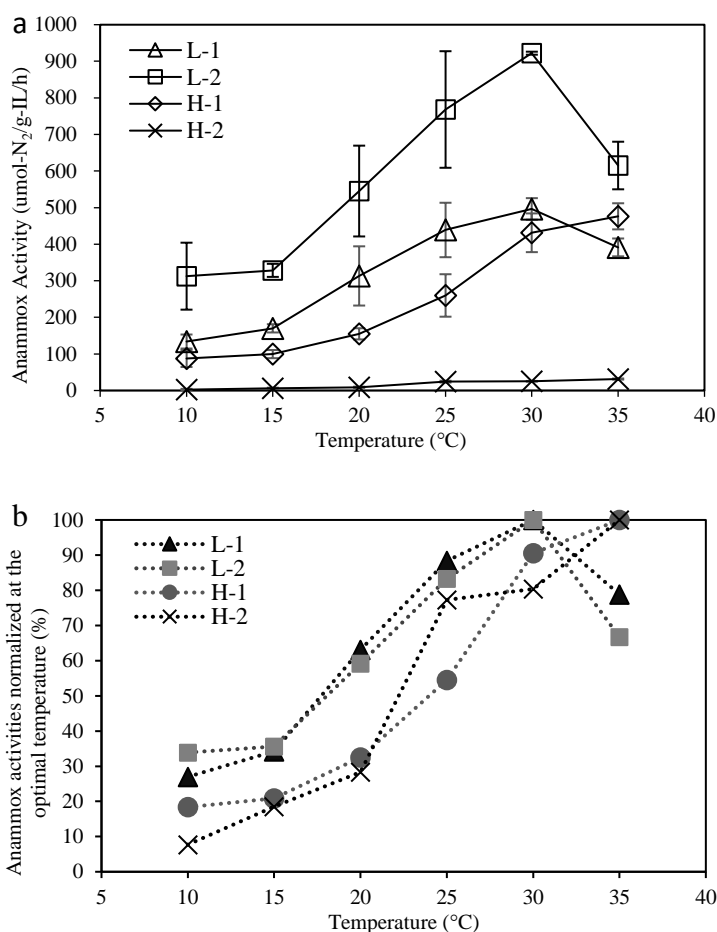 a
Anammox Activity (umol-N₂/g-IL/h)
1000
900
800
700
600
500
400
300
200
100
0
L-1
L-2
H-1
H-2
5 10 15 20 25 30 35 40
Temperature (°C)
b
Anammox activities normalized at the
optimal temperature (%)
100
90
80
70
60
50
40
30
20
10
0
L-1
L-2
H-1
H-2
5 10 15 20 25 30 35 40
Temperature (°C)